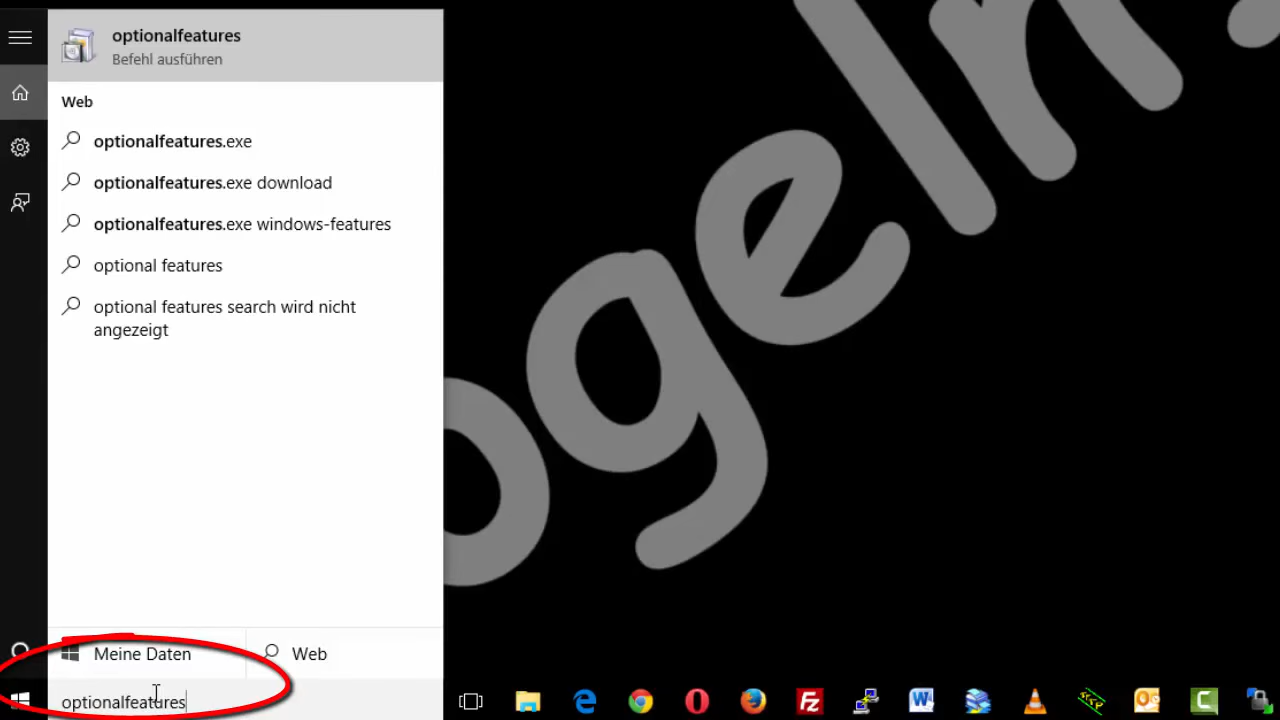 optionalfeatures
Befehl ausführen
Web
optionalfeatures.exe
optionalfeatures.exe download
optionalfeatures.exe windows-features
optional features
optional features search wird nicht
angezeigt
Meine Daten
Web
optionalfeatures
ogeln